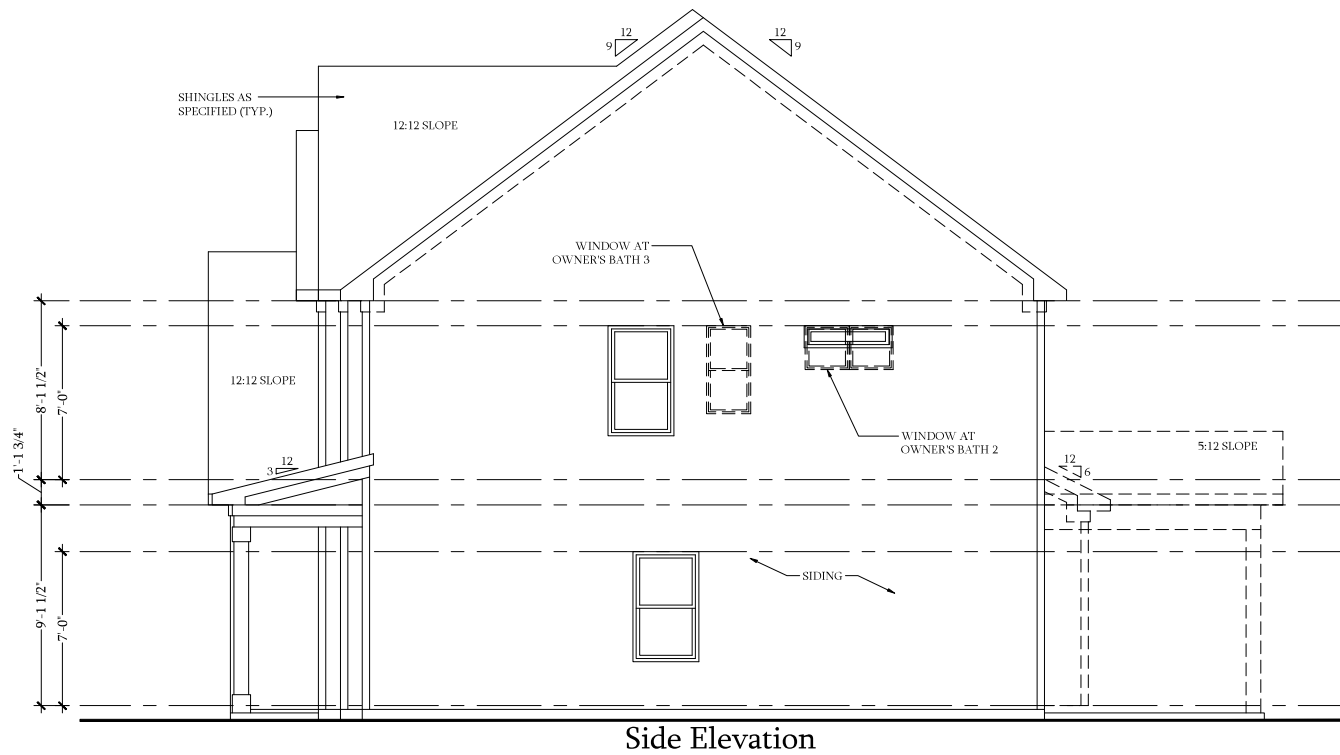 12
9
12
9
SHINGLES AS
SPECIFIED (TYP.)
12:12 SLOPE
WINDOW AT
OWNER'S BATH 3
12:12 SLOPE
8'-1 1/2"
7'-0"
1'-1 3/4"
WINDOW AT
OWNER'S BATH 2
5:12 SLOPE
12
3
12
6
SIDING
9'-1 1/2"
7'-0"
Side Elevation